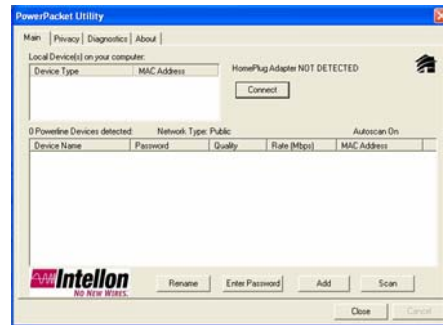 PowerPacket Utility
Main Privacy Diagnostics About
Local Device(s) on your computer:
Device Type MAC Address
HomePlug Adapter NOT DETECTED
Connect
0 Powerline Devices detected: Network Type: Public Autoscan On
Device Name Password Quality Rate (Mbps) MAC Address
Intellon
NO NEW WIRES.
Rename Enter Password Add Scan
Close Cancel